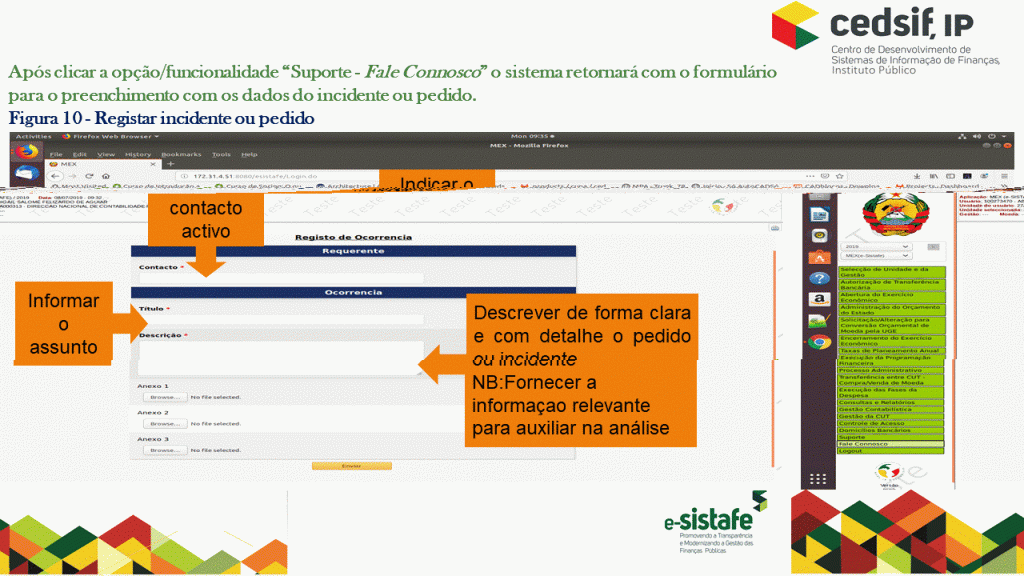 cedsif, IP
Centro de Desenvolvimento de
Sistemas de Informação de Finanças,
Instituto Público
Após clicar a opção/funcionalidade “Suporte - Fale Connosco” o sistema retornará com o formulário
para o preenchimento com os dados do incidente ou pedido.
Figura 10 - Registar incidente ou pedido
Activities Firefox Web Browser
Mon 09:35
MEX - Mozilla Firefox
File Edit View History Bookmarks Tools Help
MEX
Indicar o
contacto
activo
Registo de Ocorrencia
Requerente
Contacto *
Ocorrencia
Informar
o
assunto
Título *
Descrição *
Descrever de forma clara
e com detalhe o pedido
ou incidente
NB:Fornecer a
informaçao relevante
para auxiliar na análise
Anexo 1
Browse... No file selected.
Anexo 2
Browse... No file selected.
Anexo 3
Browse... No file selected.
Enviar
2019
MEX(e-Sistafe)
Selecção de Unidade e da
Gestão
Autorização de Transferência
Bancária
Abertura do Exercício
Económico
Administração do Orçamento
do Estado
Solicitação/Alteração para
Conversão Orçamental de
Moeda pela UGE
Encerramento do Exercício
Económico
Taxas de Planeamento Anual
Execução da Programação
Financeira
Processo Administrativo
Transferência entre CUT
Compra/Venda de Moeda
Execução das Fases da
Despesa
Consultas e Relatórios
Gestão Contabilística
Gestão da CUT
Controle de Acesso
Domicílios Bancários
Suporte
Fale Connosco
Logout
e-sistafe
Promovendo a Transparência
e Modernizando a Gestão das
Finanças Públicas